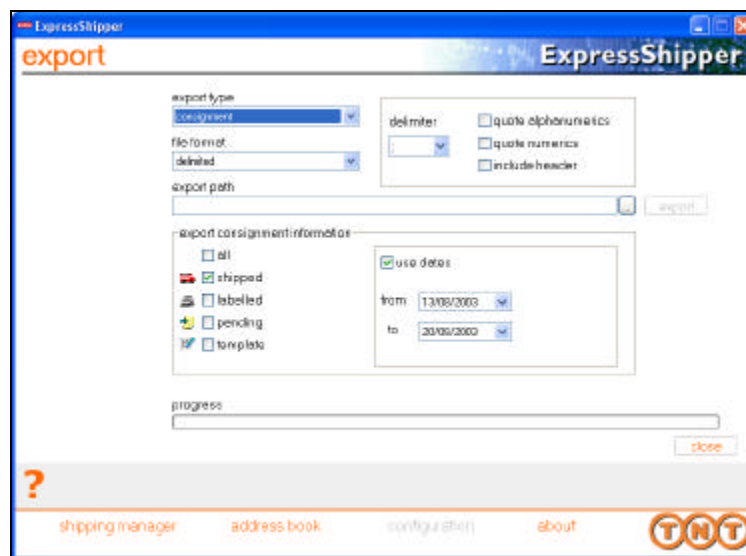 ExpressShipper
export
ExpressShipper
export type
consignment
file format
delimited
export path
...
export
delimiter
;
quote alphanumerics
quote numerics
include header
export consignment information
all
shipped
labelled
pending
template
use dates
from 13/08/2003
to 20/08/2003
progress
close
?
shipping manager
address book
configuration
about
TNT